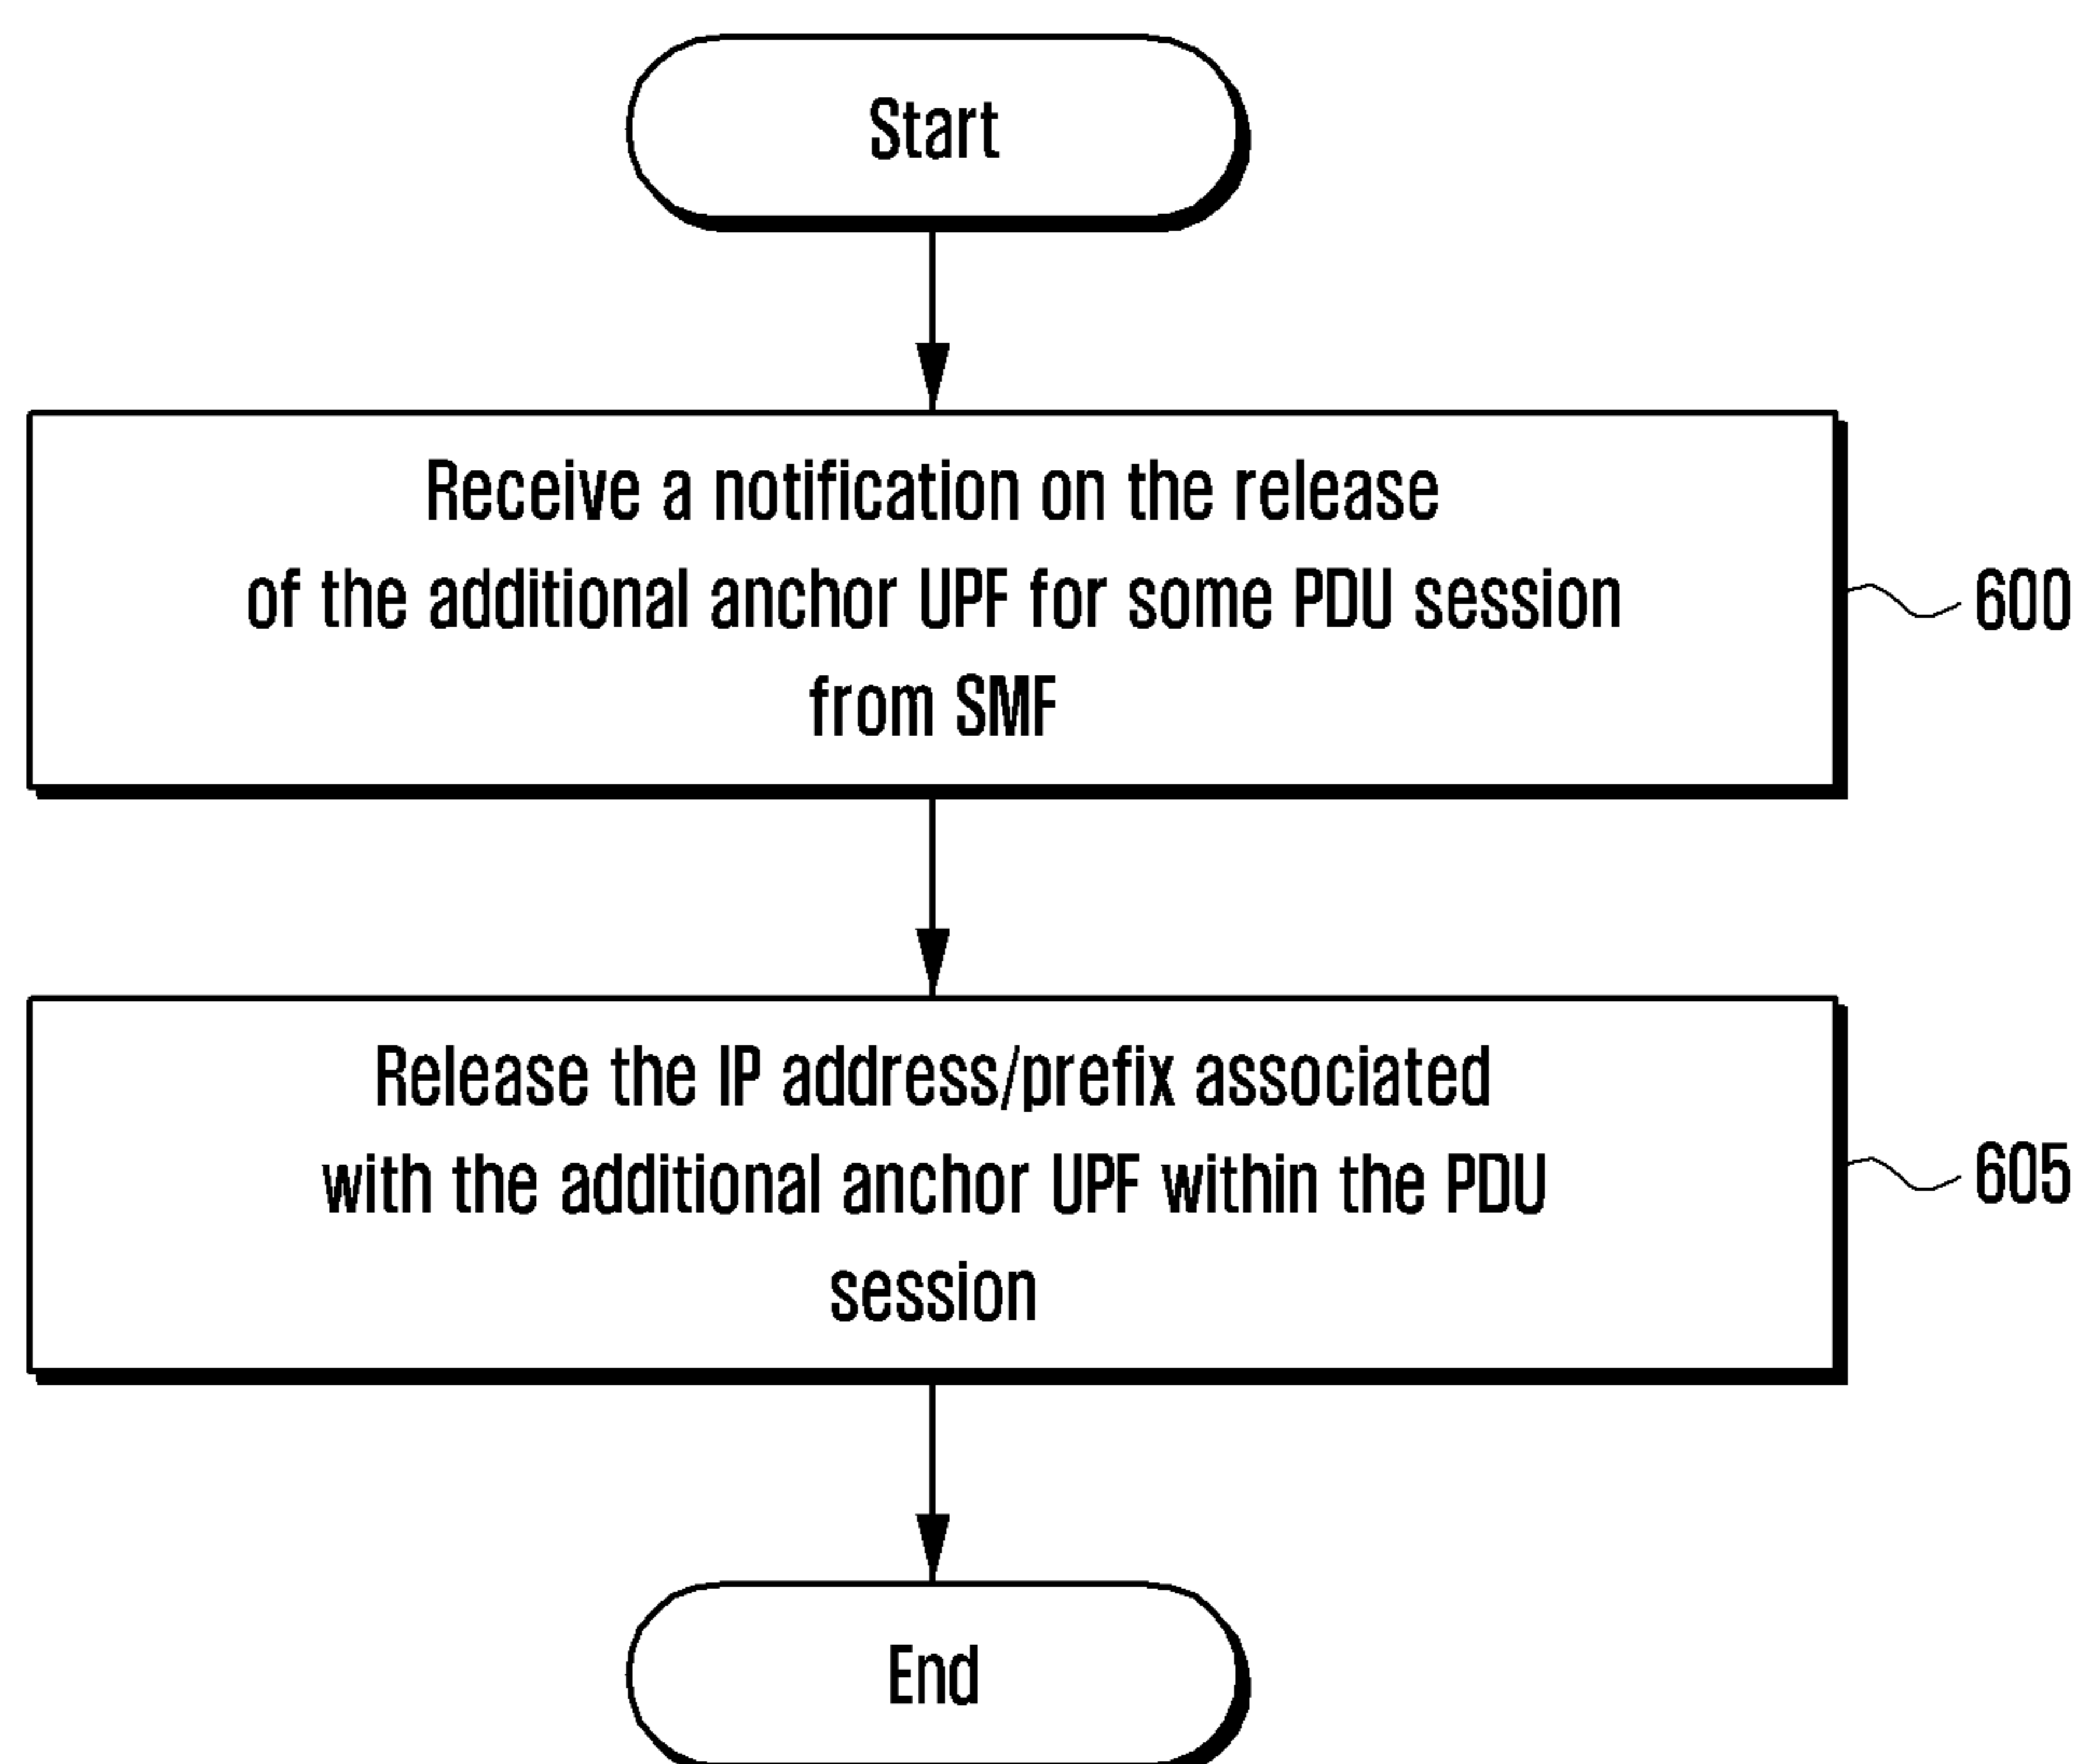 Start
Receive a notification on the release
of the additional anchor UPF for some PDU session
from SMF
600
Release the IP address/prefix associated
with the additional anchor UPF within the PDU
session
605
End